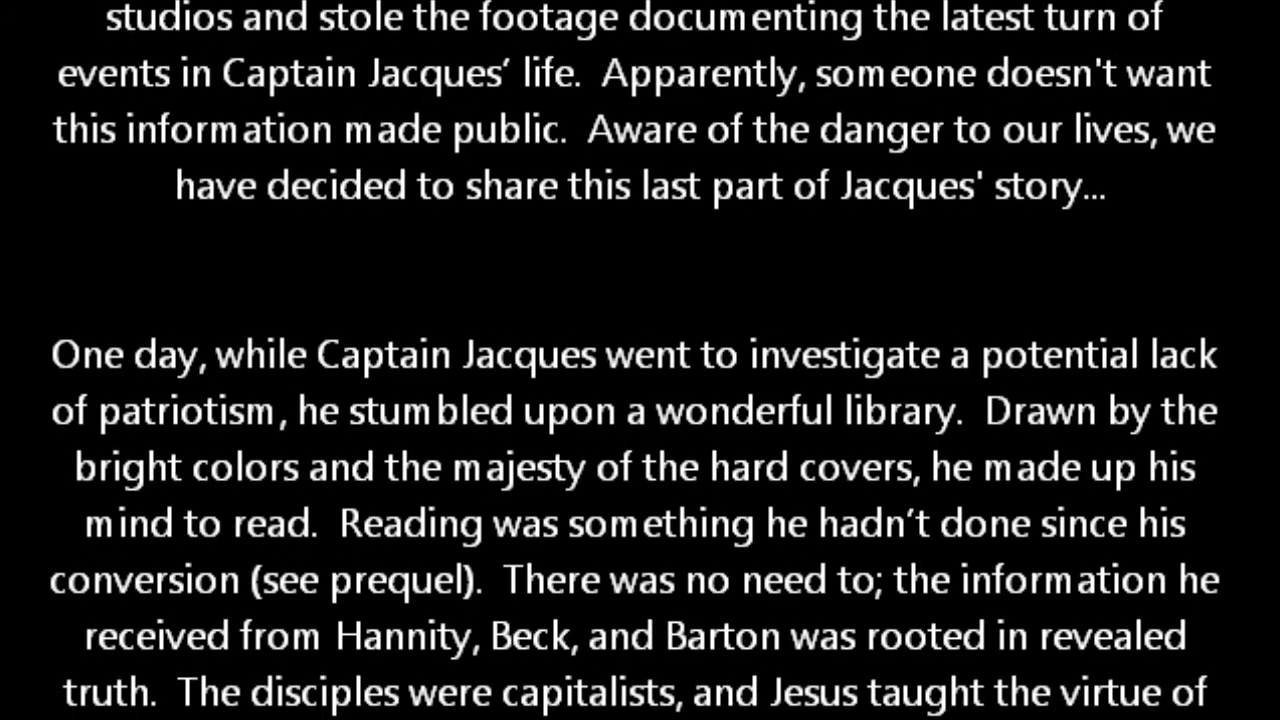 studios and stole the footage documenting the latest turn of
events in Captain Jacques’ life.  Apparently, someone doesn't want
this information made public.  Aware of the danger to our lives, we
have decided to share this last part of Jacques' story...
One day, while Captain Jacques went to investigate a potential lack
of patriotism, he stumbled upon a wonderful library.  Drawn by the
bright colors and the majesty of the hard covers, he made up his
mind to read.  Reading was something he hadn’t done since his
conversion (see prequel).  There was no need to; the information he
received from Hannity, Beck, and Barton was rooted in revealed
truth.  The disciples were capitalists, and Jesus taught the virtue of